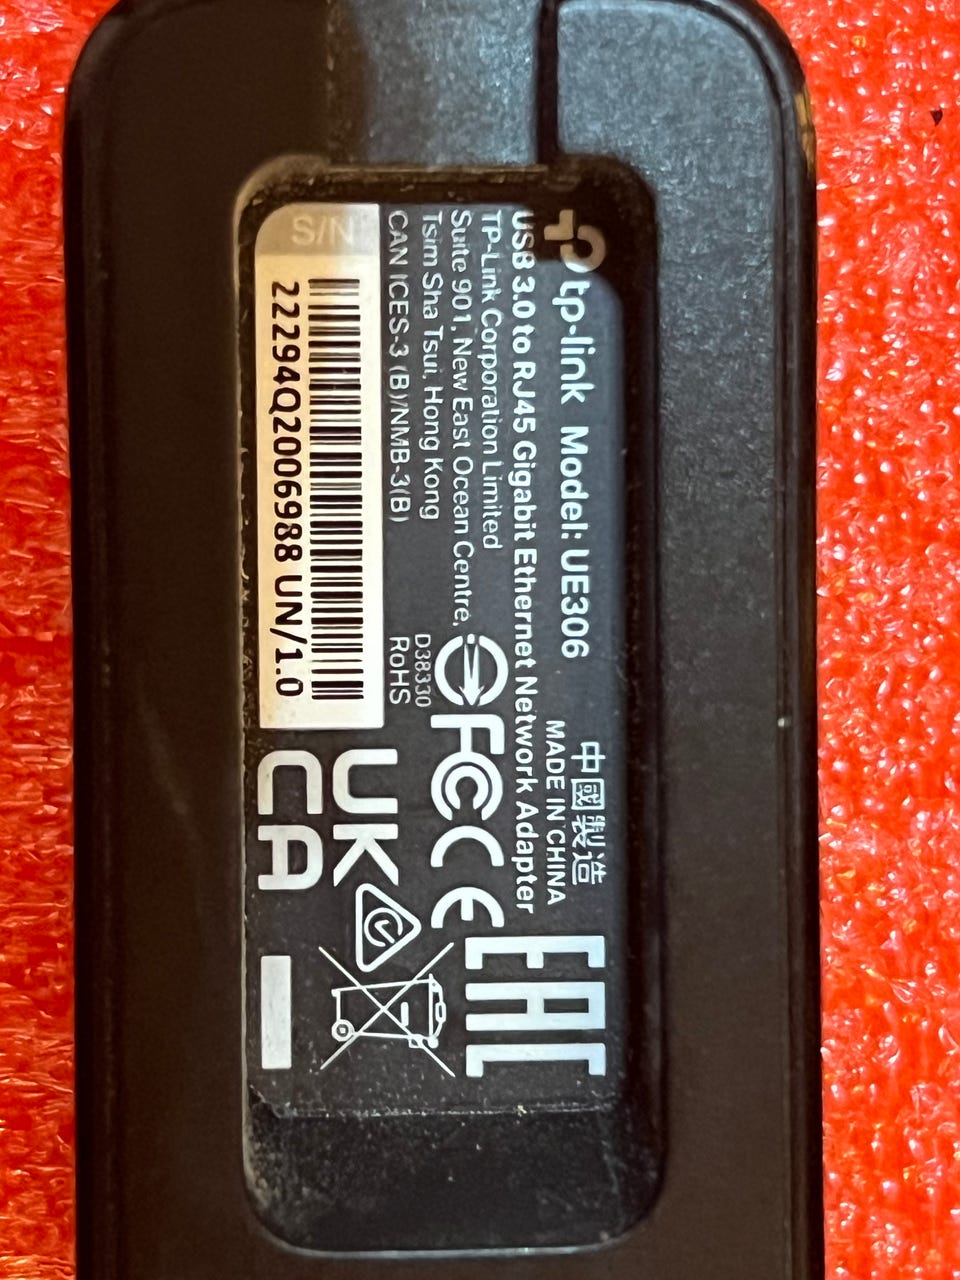 tp-link Model: UE306
中國製造
MADE IN CHINA
USB 3.0 to RJ45 Gigabit Ethernet Network Adapter
TP-Link Corporation Limited
Suite 901, New East Ocean Centre,
Tsim Sha Tsui, Hong Kong
CAN ICES-3 (B)/NMB-3(B)
D38330
RoHS
FC CE
EAC
UK
CA
S/N
22294Q2006988 UN/1.0